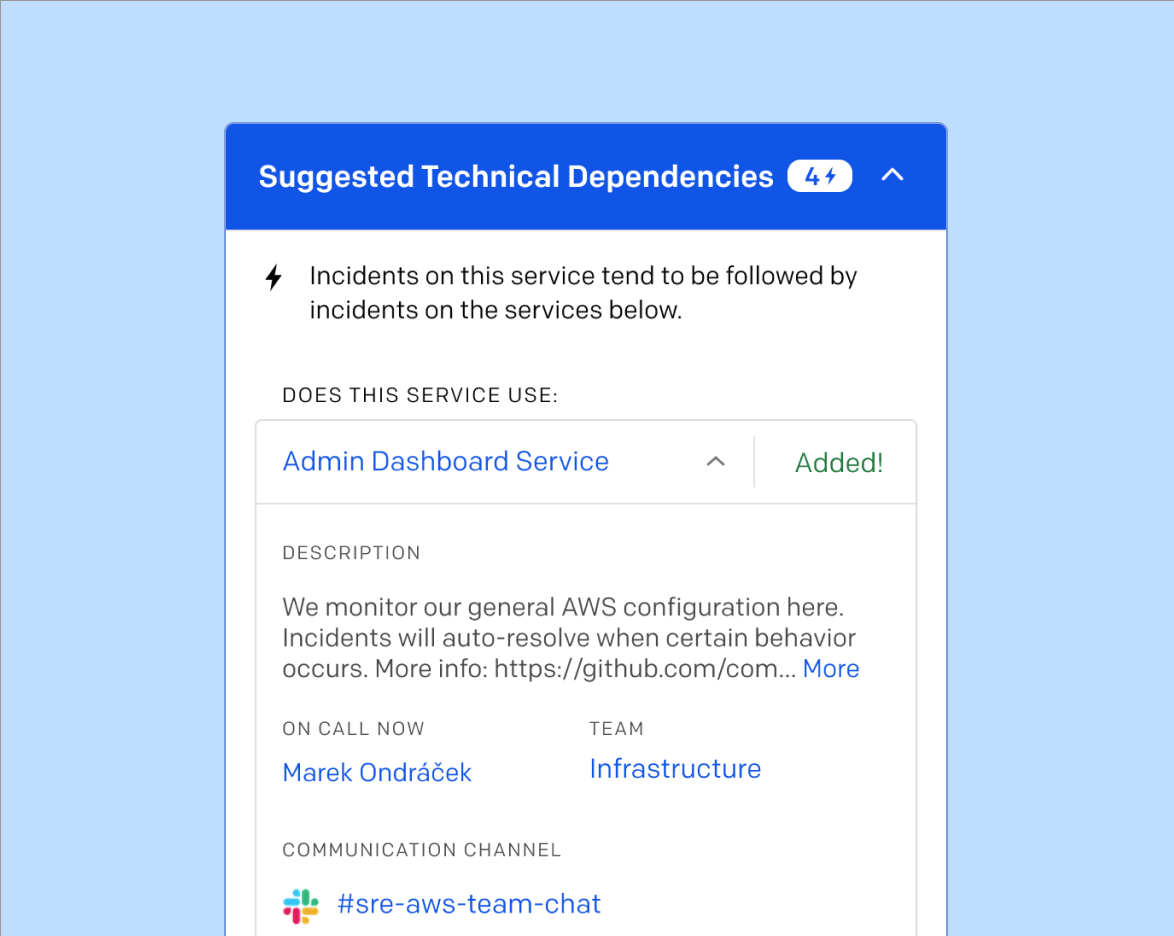 Suggested Technical Dependencies 4
Incidents on this service tend to be followed by
incidents on the services below.
DOES THIS SERVICE USE:
Admin Dashboard Service Added!
DESCRIPTION
We monitor our general AWS configuration here.
Incidents will auto-resolve when certain behavior
occurs. More info: https://github.com/com... More
ON CALL NOW TEAM
Marek Ondráček Infrastructure
COMMUNICATION CHANNEL
#sre-aws-team-chat